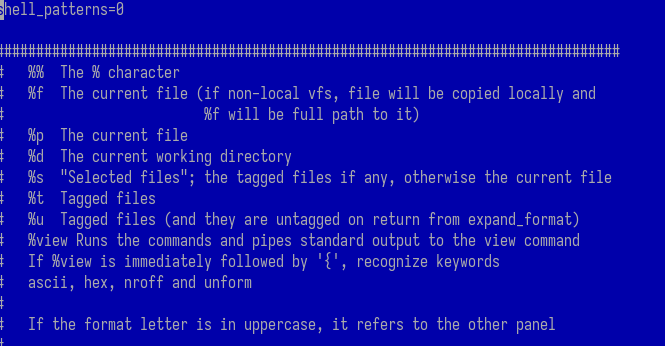 shell_patterns=0
################################################################################
# %% The % character
# %f The current file (if non-local vfs, file will be copied locally and
# %f will be full path to it)
# %p The current file
# %d The current working directory
# %s "Selected files"; the tagged files if any, otherwise the current file
# %t Tagged files
# %u Tagged files (and they are untagged on return from expand_format)
# %view Runs the commands and pipes standard output to the view command
# If %view is immediately followed by '{', recognize keywords
# ascii, hex, nroff and unform
#
# If the format letter is in uppercase, it refers to the other panel
#